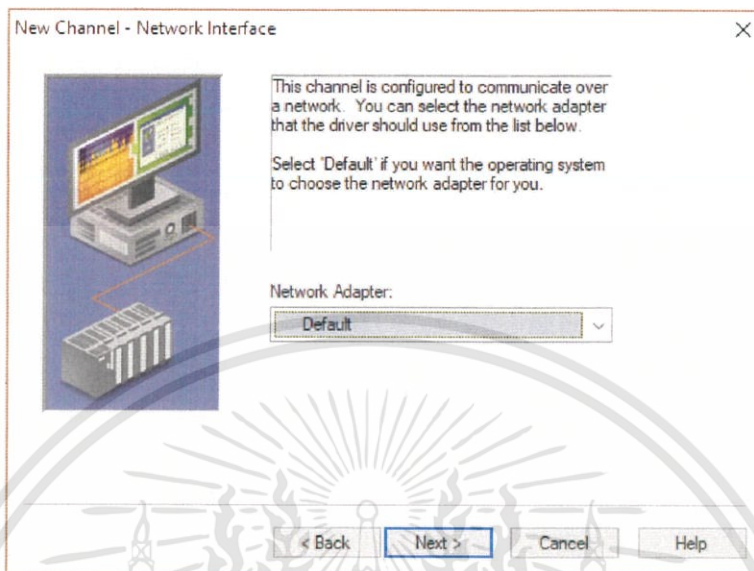 New Channel - Network Interface
This channel is configured to communicate over
a network. You can select the network adapter
that the driver should use from the list below.
Select 'Default' if you want the operating system
to choose the network adapter for you.
Network Adapter:
Default
< Back
Next >
Cancel
Help